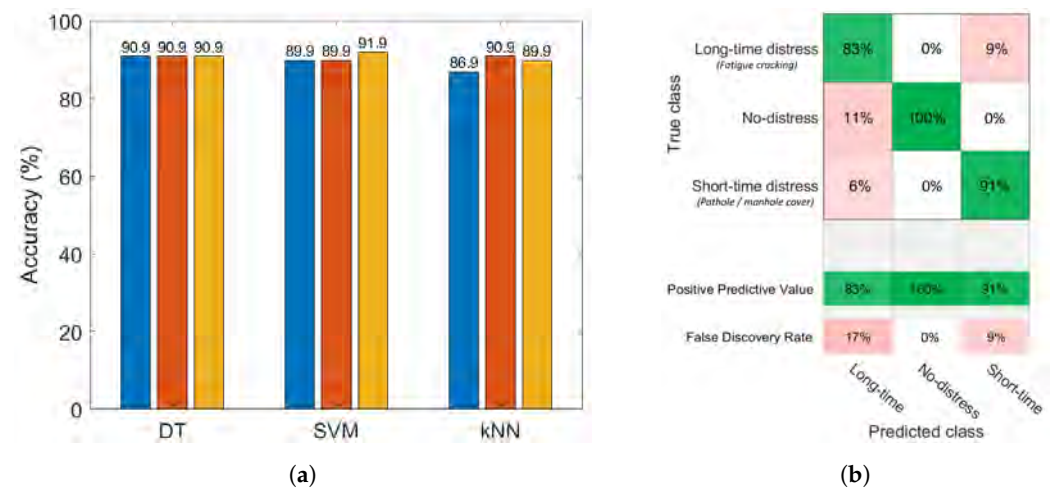 100
80
60
40
20
0
Accuracy (%)
90.9 90.9 90.9
89.9 89.9 91.9
86.9 90.9 89.9
DT SVM kNN
(a)
True class
Long-time distress 83% 0% 9%
(Fatigue cracking)
No-distress 11% 100% 0%
Short-time distress 6% 0% 91%
(Pathole / manhole cover)
Positive Predictive Value 83% 100% 91%
False Discovery Rate 17% 0% 9%
Long-time No-distress Short-time
Predicted class
(b)